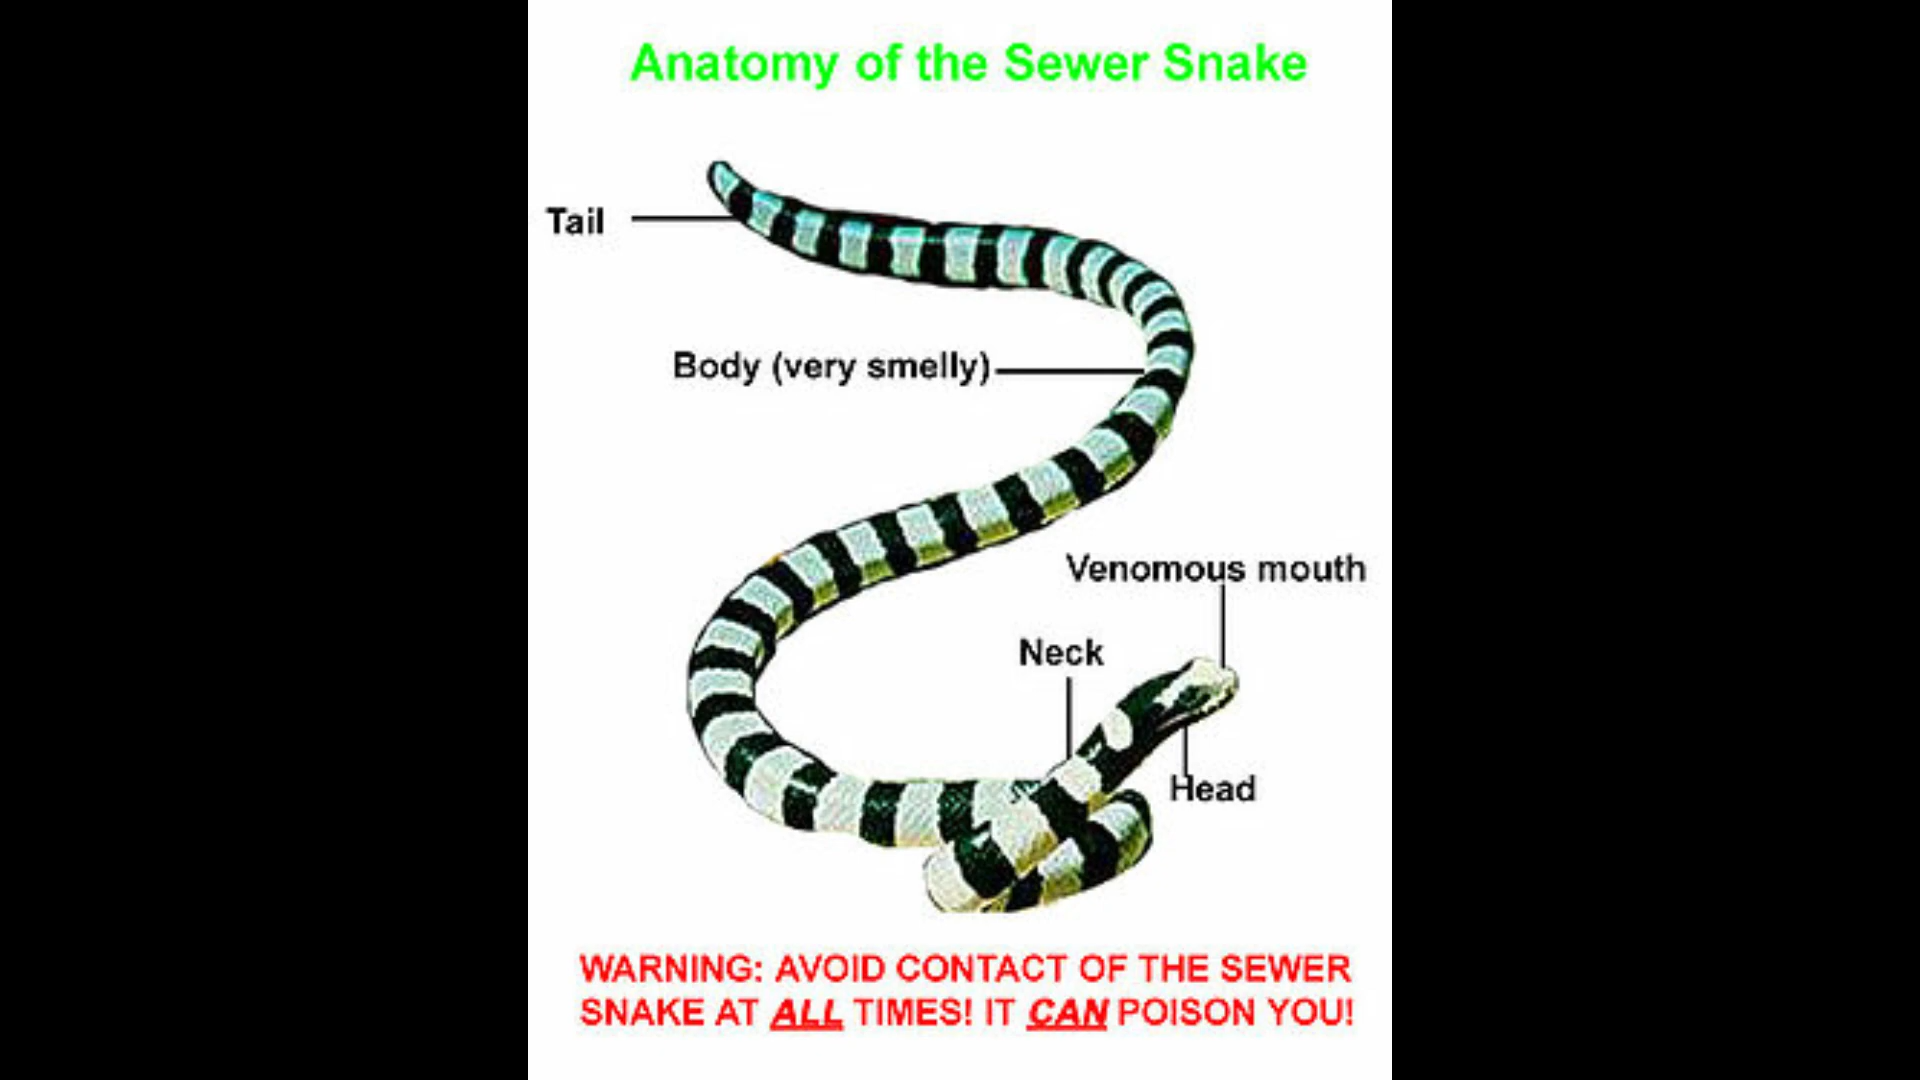 Anatomy of the Sewer Snake
Tail
Body (very smelly)
Venomous mouth
Neck
Head
WARNING: AVOID CONTACT OF THE SEWER
SNAKE AT ALL TIMES! IT CAN POISON YOU!